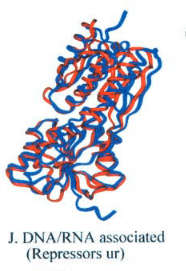 J. DNA/RNA associated
(Repressors ur)